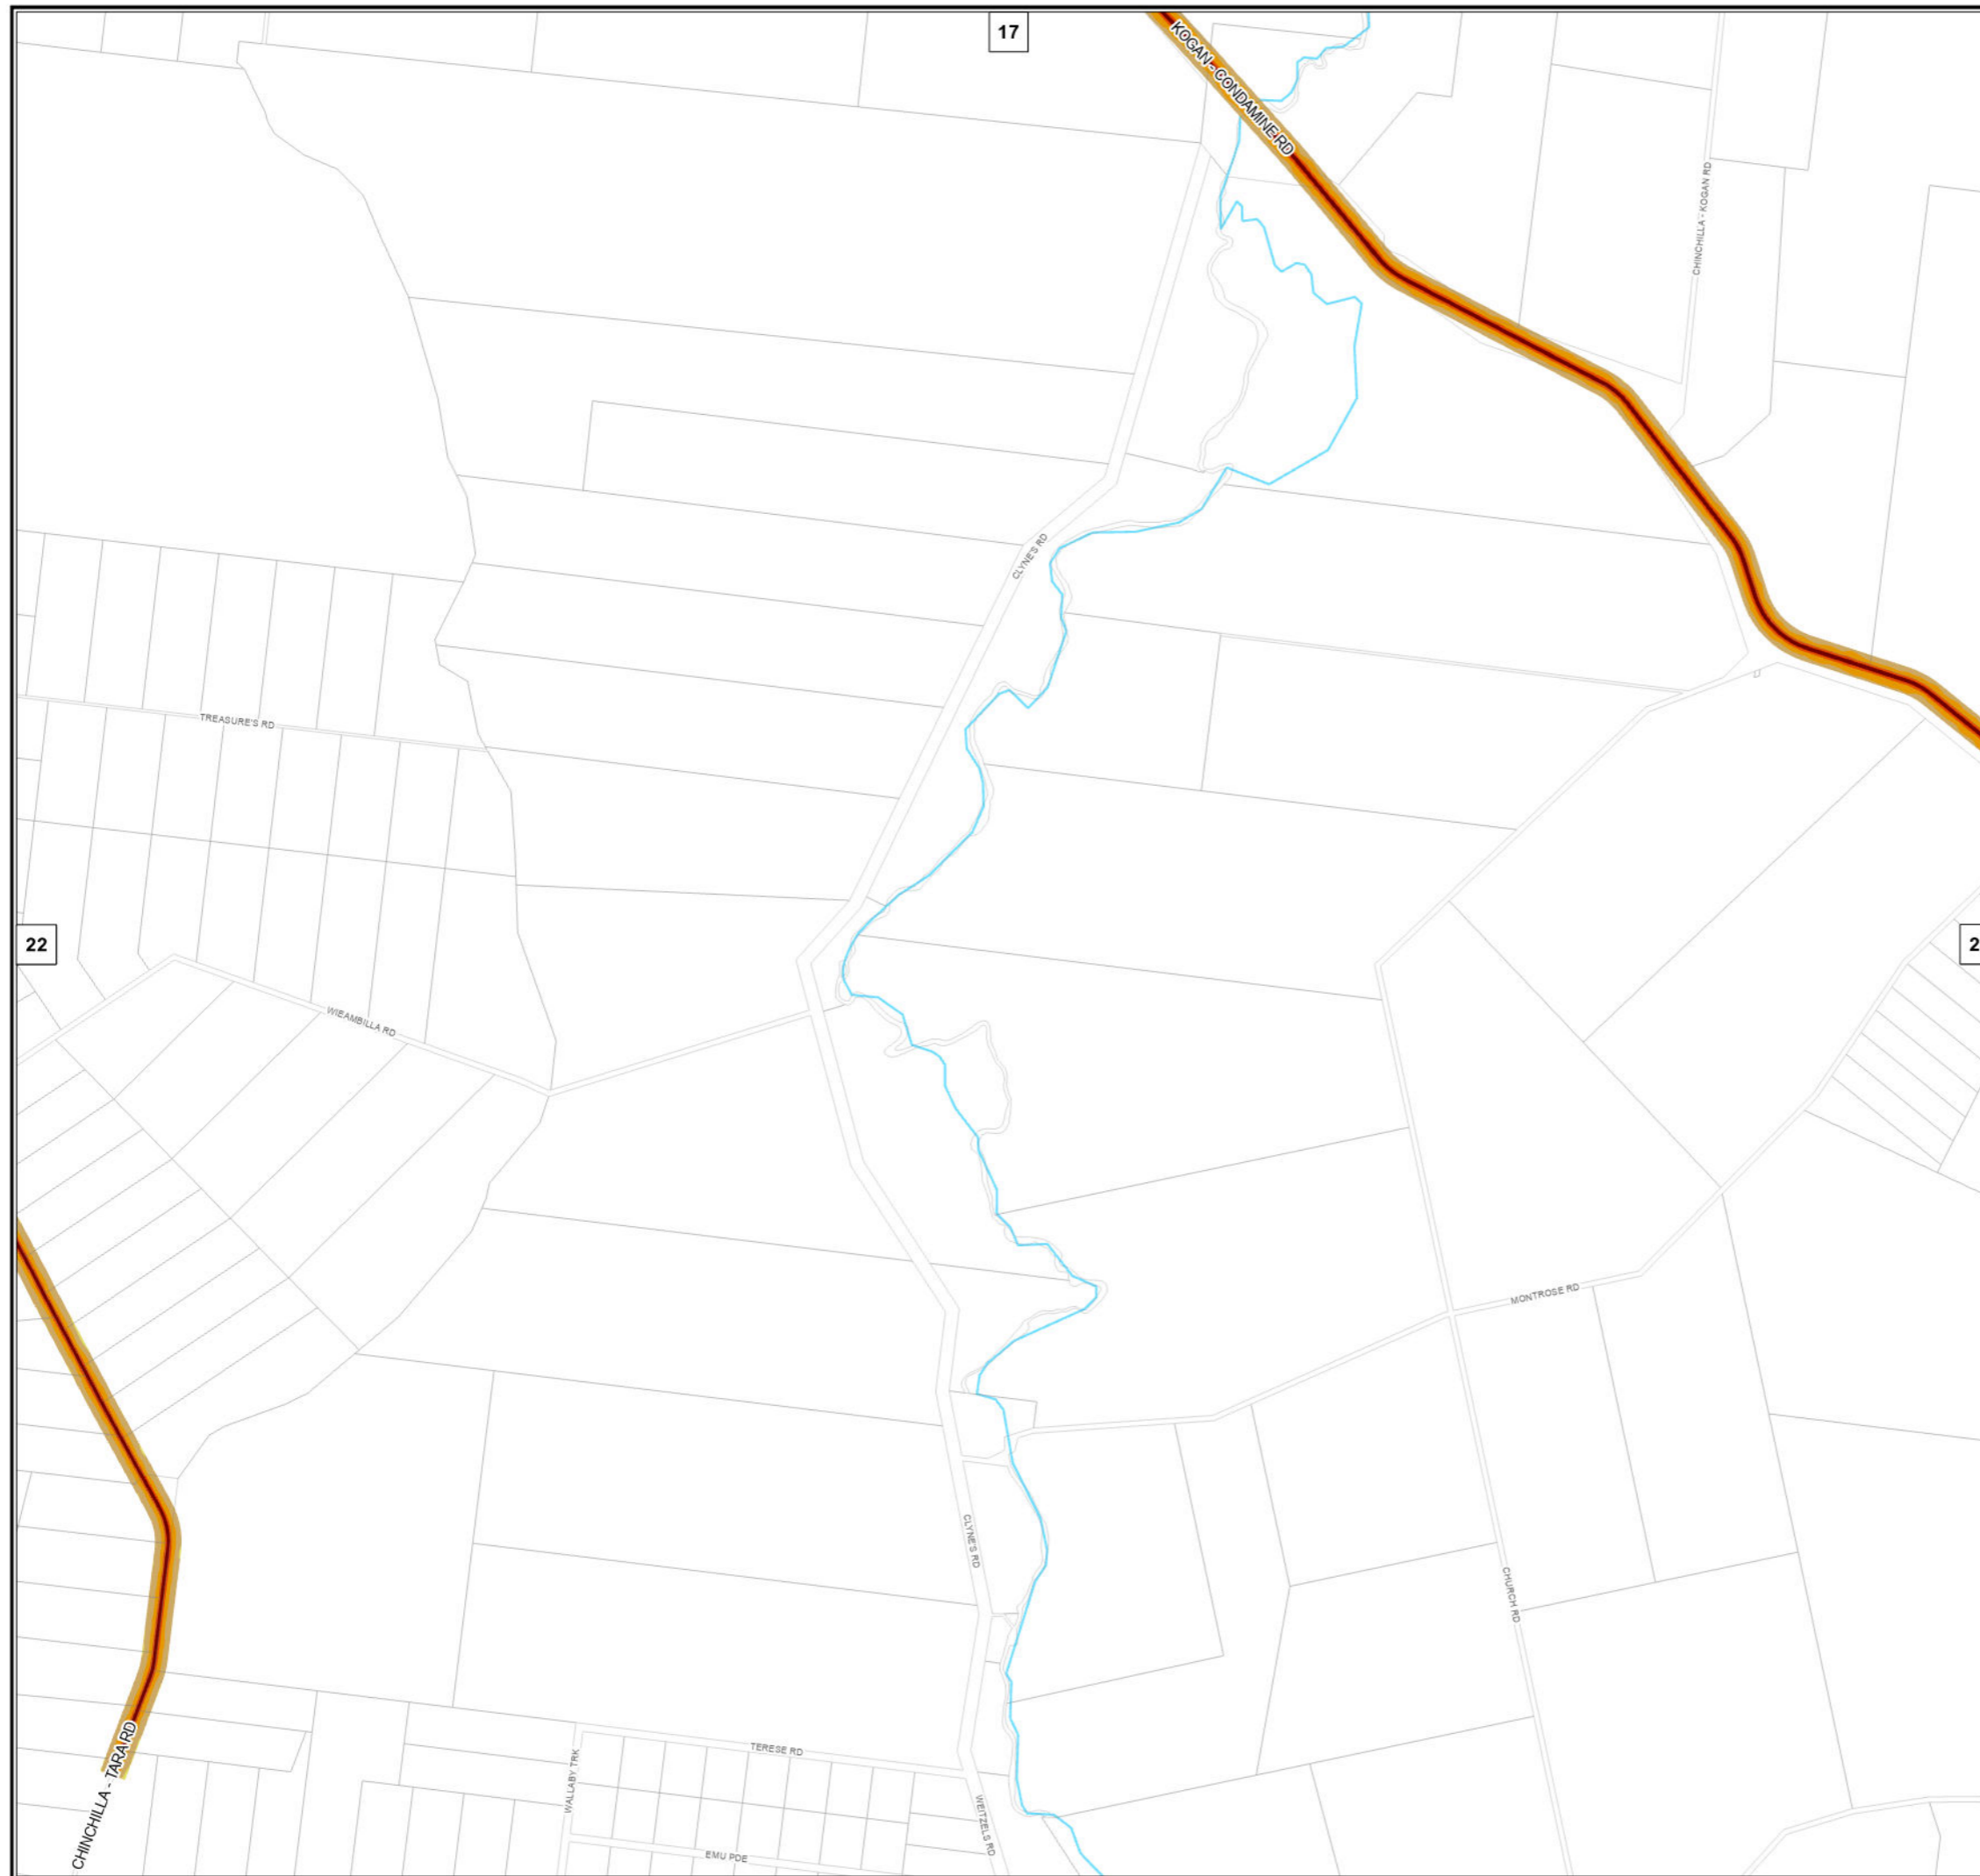 17
KOGAN - CONDAMINE RD
CHINCHILLA - KOGAN RD
CLYNE'S RD
TREASURE'S RD
22
2
WIEAMBILLA RD
MONTROSE RD
CLYNE'S RD
CHURCH RD
CHINCHILLA - TARA RD
TERESE RD
WALLABY TRK
WEITZELS RD
EMU PDE